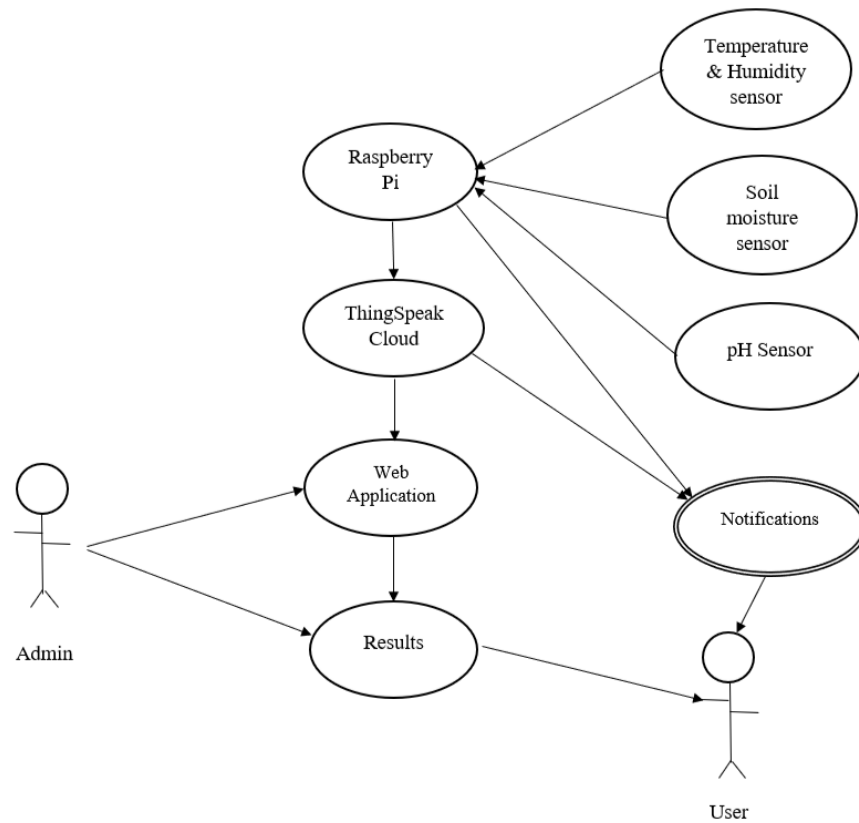 Temperature
& Humidity
sensor
Raspberry
Pi
Soil
moisture
sensor
ThingSpeak
Cloud
pH Sensor
Web
Application
Notifications
Results
Admin
User